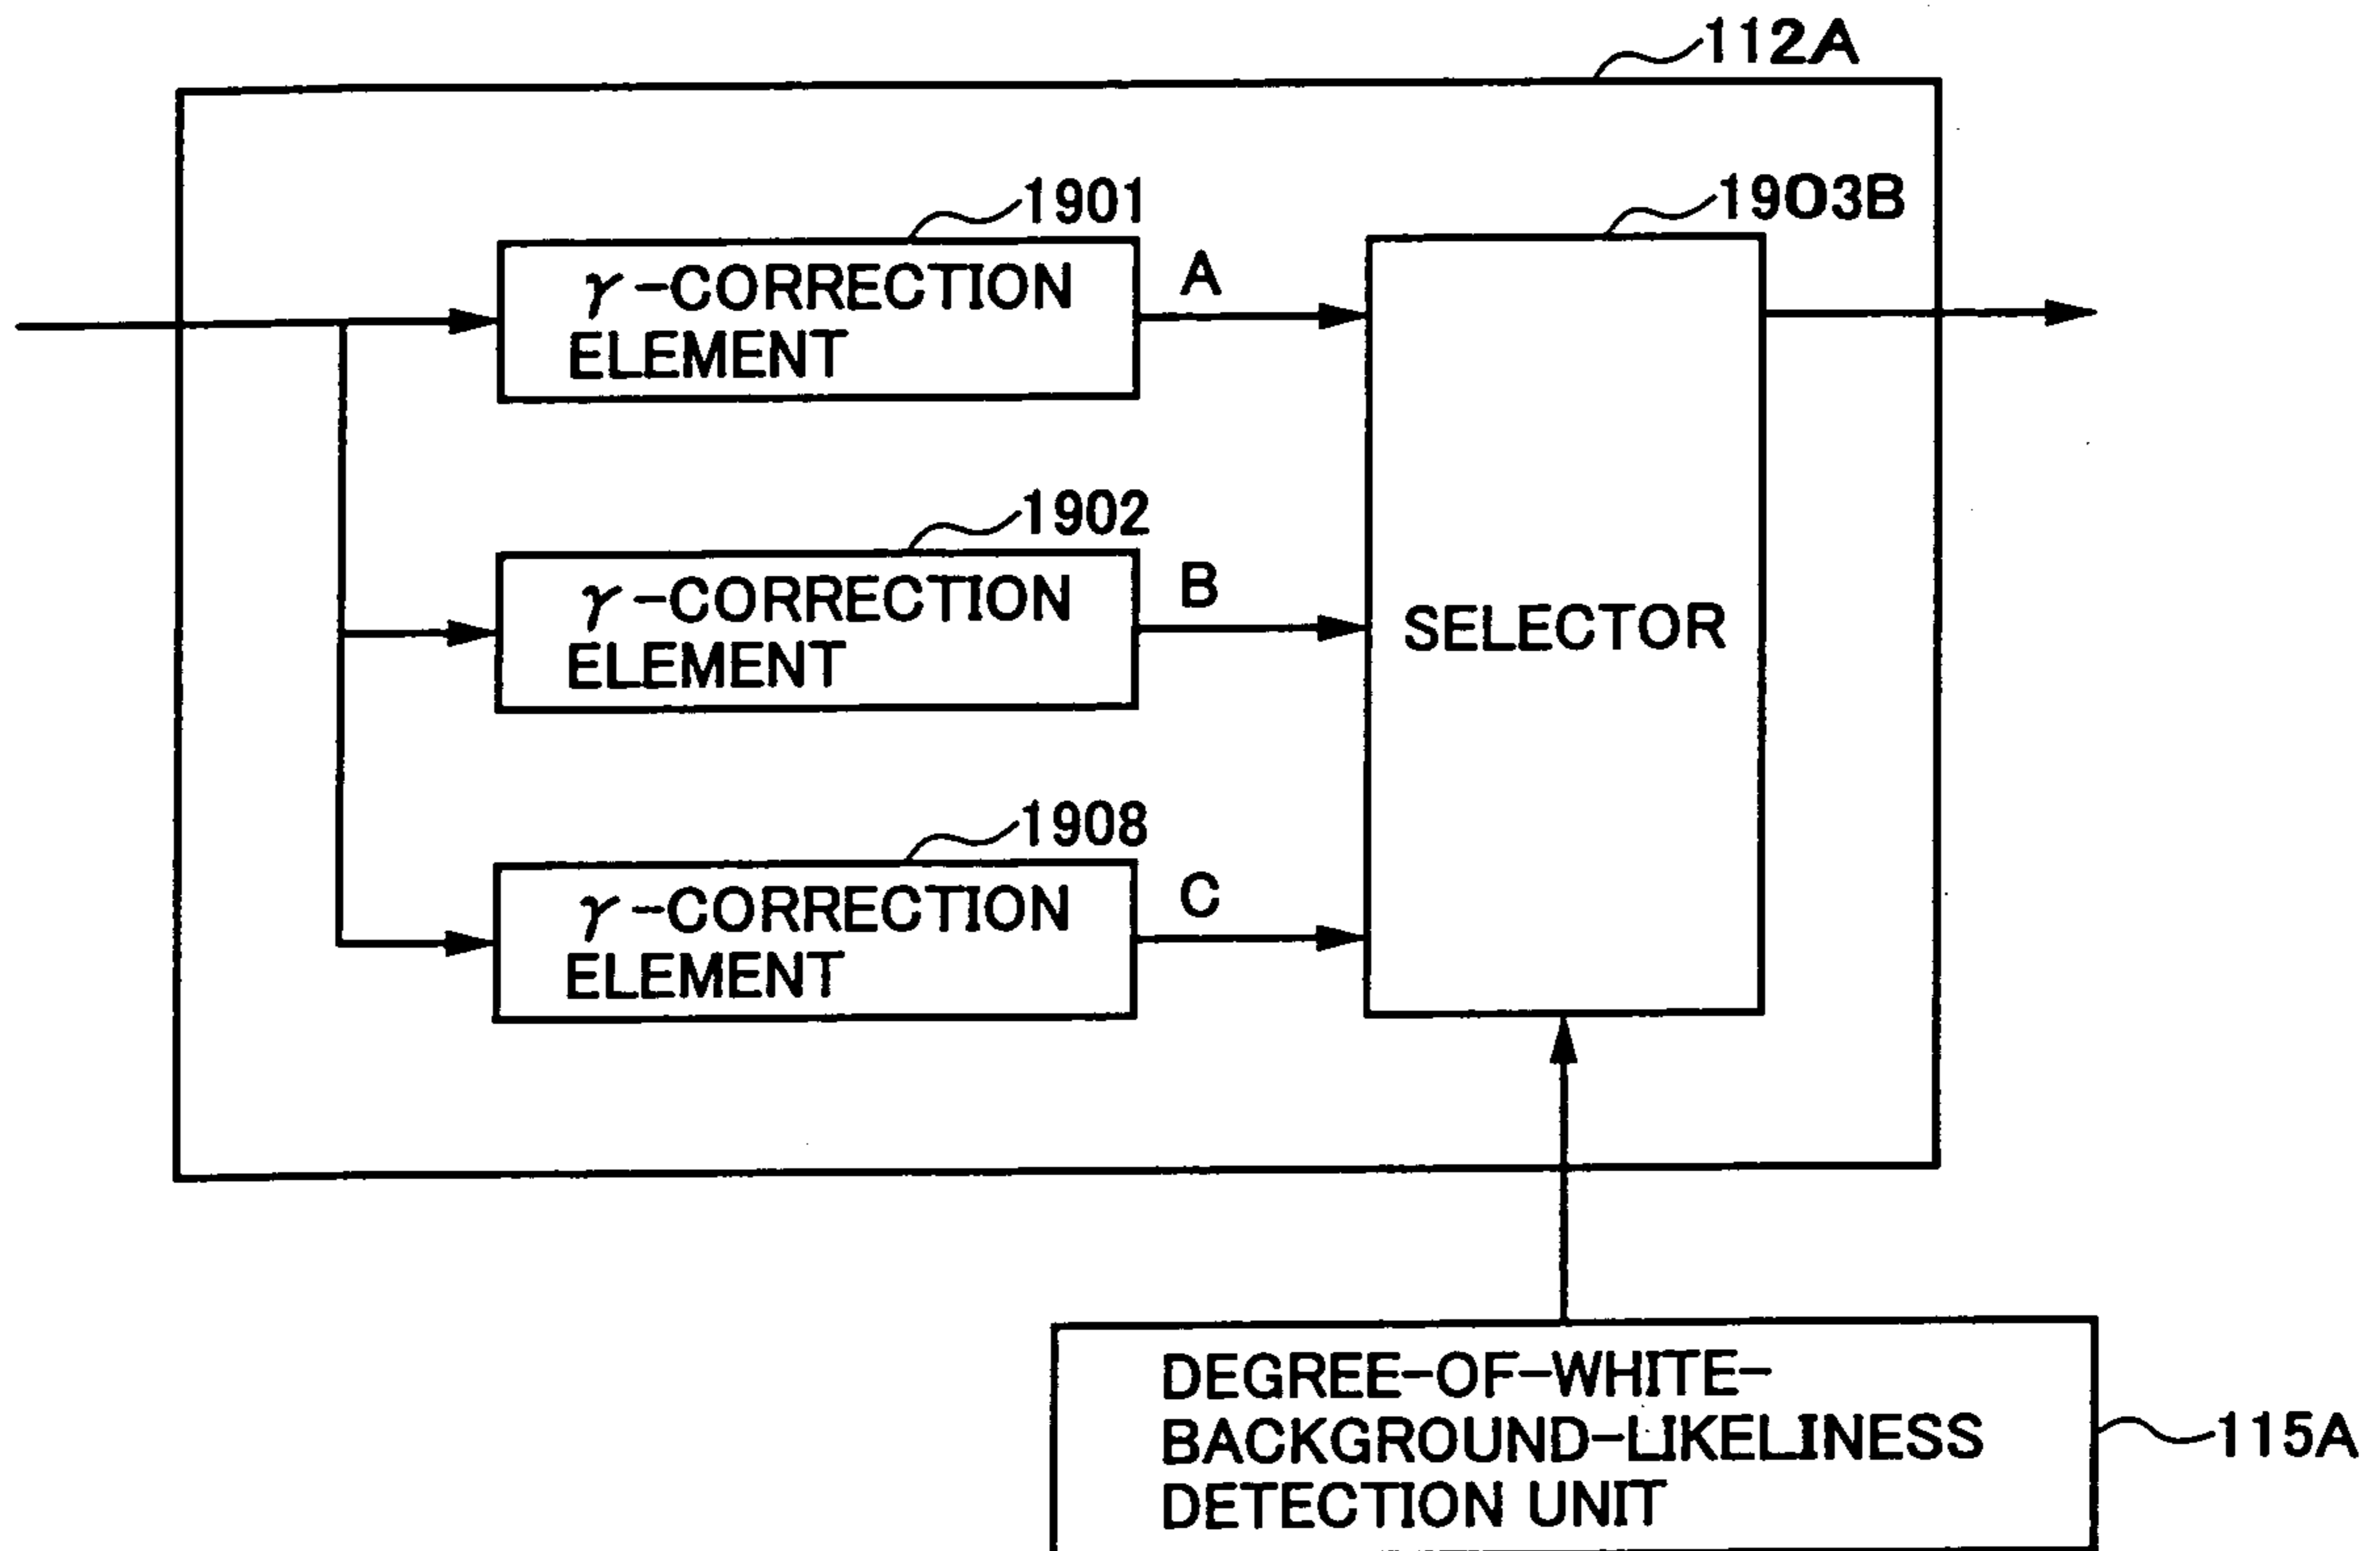 112A
1901
1903B
γ-CORRECTION
ELEMENT
A
1902
γ-CORRECTION
ELEMENT
B
SELECTOR
1908
γ-CORRECTION
ELEMENT
C
DEGREE-OF-WHITE-
BACKGROUND-LIKELINESS
DETECTION UNIT
115A